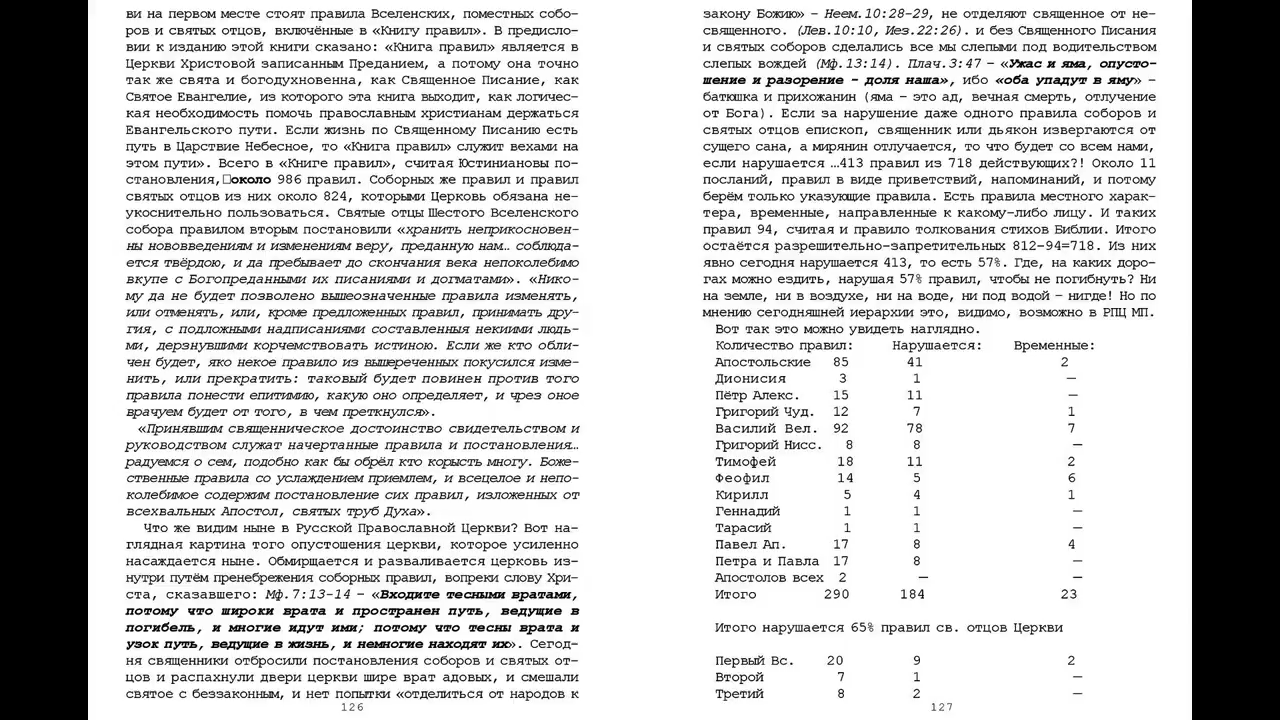 ви на первом месте стоят правила Вселенских, поместных собо-
ров и святых отцов, включённые в «Книгу правил». В предисло-
вии к изданию этой книги сказано: «Книга правил» является в
Церкви Христовой записанным Преданием, а потому она точно
так же свята и богодухновенна, как Священное Писание, как
Святое Евангелие, из которого эта книга выходит, как логичес-
кая необходимость помочь православным христианам держаться
Евангельского пути. Если жизнь по Священному Писанию есть
путь в Царствие Небесное, то «Книга правил» служит вехами на
этом пути». Всего в «Книге правил», считая Юстиниановы по-
становления,□около 986 правил. Соборных же правил и правил
святых отцов из них около 824, которыми Церковь обязана не-
укоснительно пользоваться. Святые отцы Шестого Вселенского
собора правилом вторым постановили «хранить неприкосновен-
ны нововведениям и изменениям веру, преданную нам… соблюда-
ется твёрдою, и да пребывает до скончания века непоколебимо
вкупе с Богопреданными их писаниями и догматами». «Нико-
му да не будет позволено вышеозначенные правила изменять,
или отменять, или, кроме предложенных правил, принимать дру-
гия, с подложными надписаниями составленыя некиими людь-
ми, дерзнувшими корчемствовать истиною. Если же кто обли-
чен будет, яко некое правило из вышереченных покусился изме-
нить, или прекратить: таковый будет повинен против того
правила понести епитимию, какую оно определяет, и чрез оное
врачуем будет от того, в чем преткнулся».
«Принявшим священническое достоинство свидетельством и
руководством служат начертанные правила и постановления…
радуемся о сем, подобно как бы обрёл кто корысть многу. Боже-
ственные правила со услаждением приемлем, и всецелое и непо-
колебимое содержим постановление сих правил, изложенных от
всехвальных Апостол, святых труб Духа».
Что же видим ныне в Русской Православной Церкви? Вот на-
глядная картина того опустошения церкви, которое усиленно
насаждается ныне. Обмирщается и разваливается церковь из-
нутри путём пренебрежения соборных правил, вопреки слову Хри-
ста, сказавшего: Мф.7:13-14 – «Входите тесными вратами,
потому что широки врата и пространен путь, ведущие в
погибель, и многие идут ими; потому что тесны врата и
узок путь, ведущие в жизнь, и немногие находят их». Сегод-
ня священники отбросили постановления соборов и святых от-
цов и распахнули двери церкви шире врат адовых, и смешали
святое с беззаконным, и нет попытки «отделиться от народов к
126
закону Божию» – Неем.10:28-29, не отделяют священное от не-
священного. (Лев.10:10, Иез.22:26). и без Священного Писания
и святых соборов сделались все мы слепыми под водительством
слепых вождей (Мф.13:14). Плач.3:47 – «Ужас и яма, опусто-
шение и разорение - доля наша», ибо «оба упадут в яму» –
батюшка и прихожанин (яма – это ад, вечная смерть, отлучение
от Бога). Если за нарушение даже одного правила соборов и
святых отцов епископ, священник или дьякон извергаются от
сущего сана, а мирянин отлучается, то что будет со всем нами,
если нарушается …413 правил из 718 действующих?! Около 11
посланий, правил в виде приветствий, напоминаний, и потому
берём только указующие правила. Есть правила местного харак-
тера, временные, направленные к какому-либо лицу. И таких
правил 94, считая и правило толкования стихов Библии. Итого
остаётся разрешительно-запретительных 812-94=718. Из них
явно сегодня нарушается 413, то есть 57%. Где, на каких доро-
гах можно ездить, нарушая 57% правил, чтобы не погибнуть? Ни
на земле, ни в воздухе, ни на воде, ни под водой – нигде! Но по
мнению сегодняшней иерархии это, видимо, возможно в РПЦ МП.
Вот так это можно увидеть наглядно.
Количество правил: Нарушается: Временные:
Апостольские 85 41 2
Дионисия 3 1 –
Пётр Алекс. 15 11 –
Григорий Чуд. 12 7 1
Василий Вел. 92 78 7
Григорий Нисс. 8 8 –
Тимофей 18 11 2
Феофил 14 5 6
Кирилл 5 4 1
Геннадий 1 1 –
Тарасий 1 1 –
Павел Ап. 17 8 4
Петра и Павла 17 8 –
Апостолов всех 2 – –
Итого 290 184 23
Итого нарушается 65% правил св. отцов Церкви
Первый Вс. 20 9 2
Второй 7 1 –
Третий 8 2 –
127